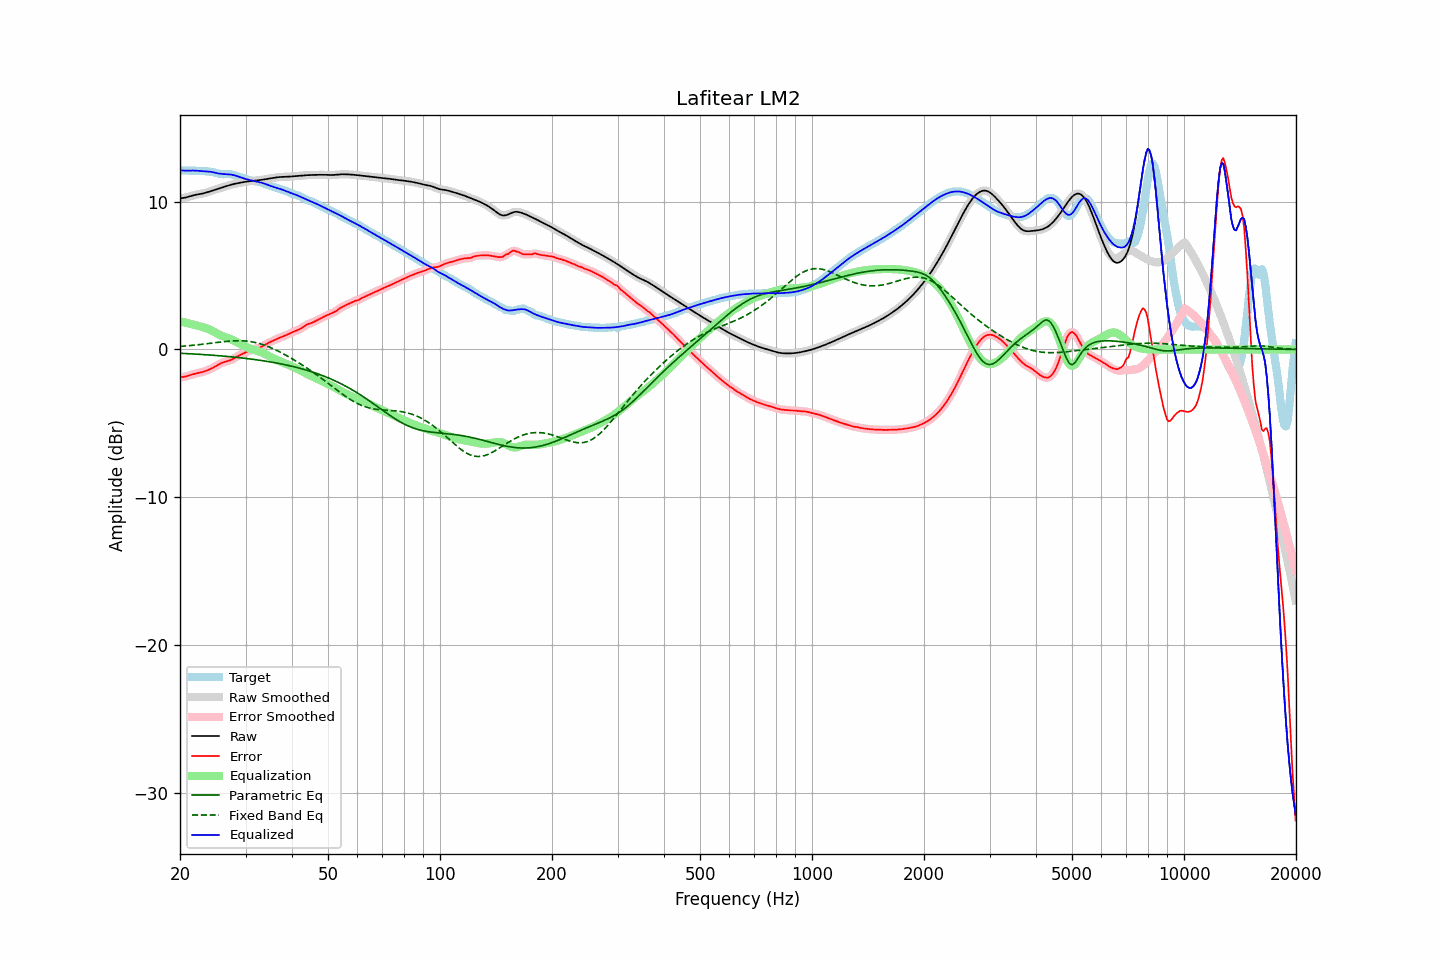 Lafitear LM2
Amplitude (dBr)
10
0
−10
−20
−30
Target
Raw Smoothed
Error Smoothed
Raw
Error
Equalization
Parametric Eq
Fixed Band Eq
Equalized
20 50 100 200 500 1000 2000 5000 10000 20000
Frequency (Hz)